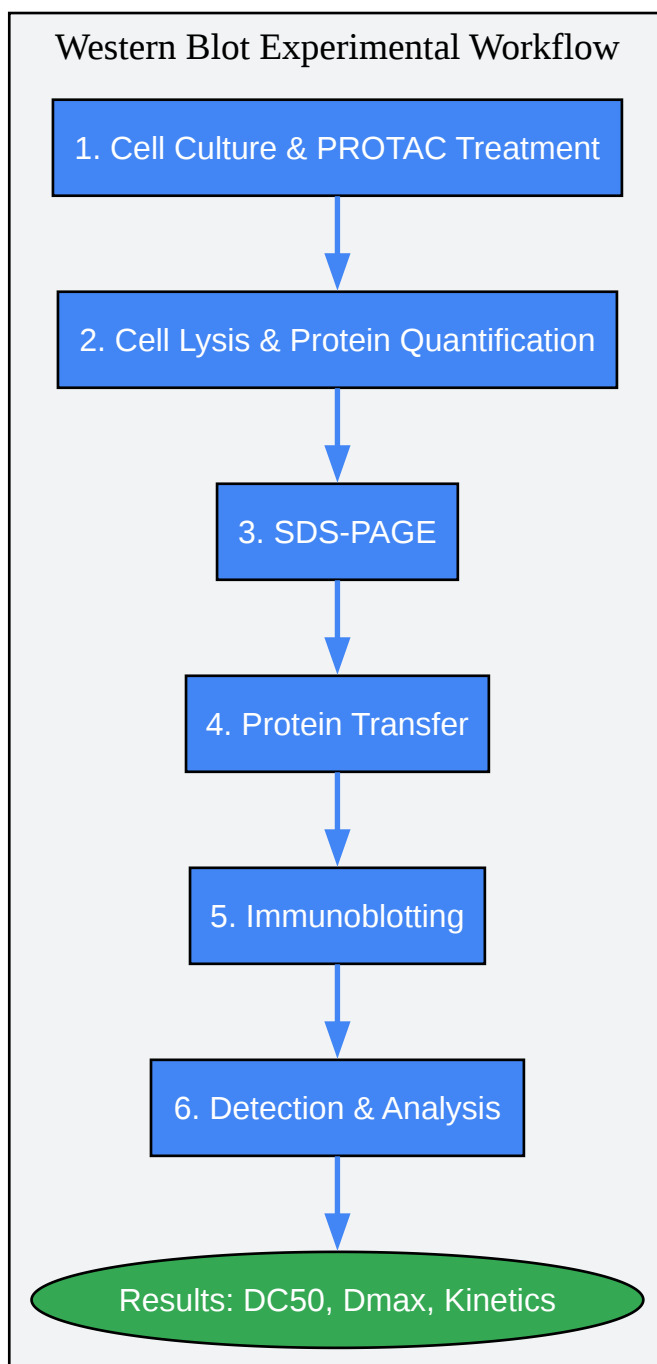 Western Blot Experimental Workflow
1. Cell Culture & PROTAC Treatment
2. Cell Lysis & Protein Quantification
3. SDS-PAGE
4. Protein Transfer
5. Immunoblotting
6. Detection & Analysis
Results: DC50, Dmax, Kinetics